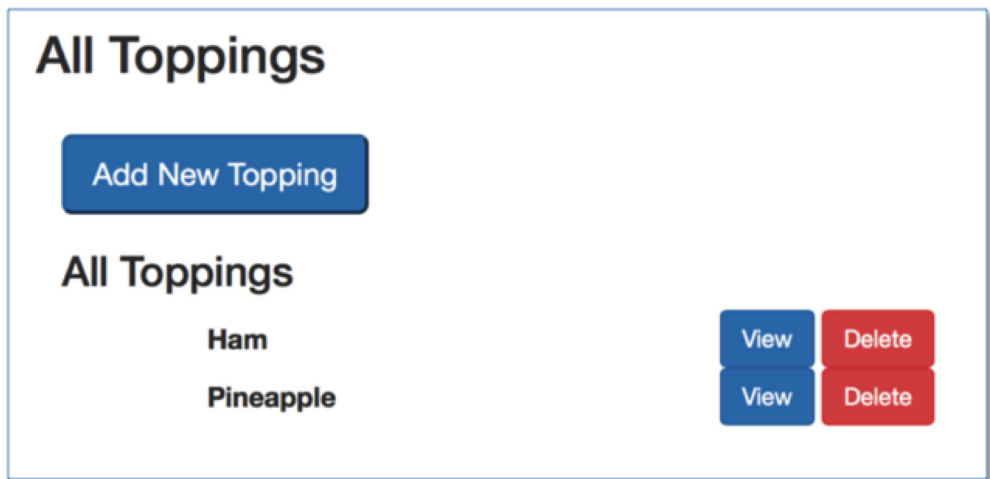 All Toppings
Add New Topping
All Toppings
Ham View Delete
Pineapple View Delete